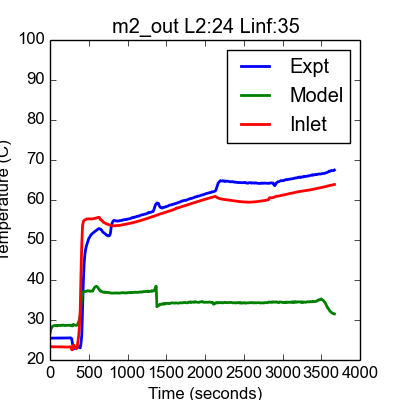 m2_out L2:24 Linf:35
Expt
Model
Inlet
Temperature (C)
100
90
80
70
60
50
40
30
20
0 500 1000 1500 2000 2500 3000 3500 4000
Time (seconds)